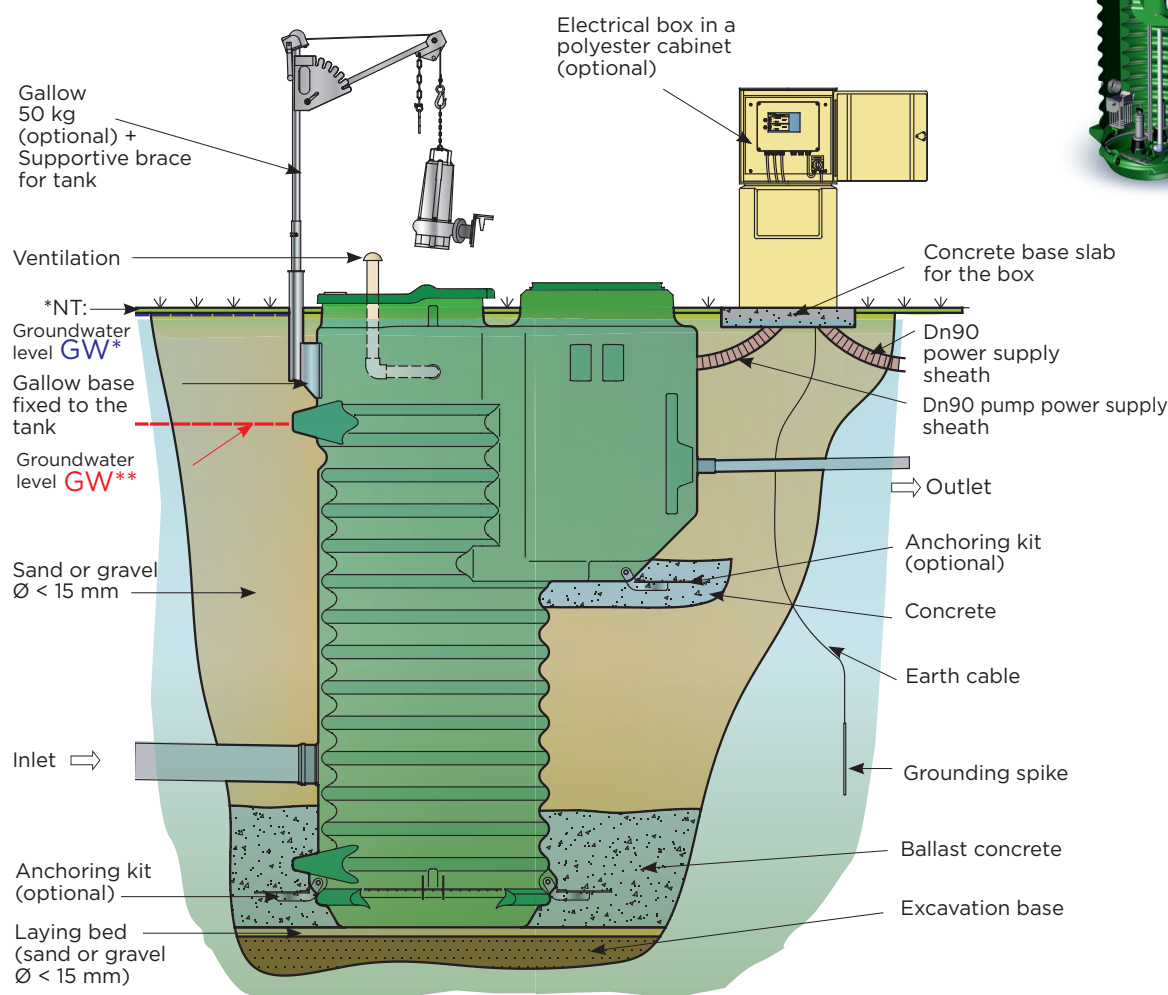 Gallow
50 kg
(optional) +
Supportive brace
for tank
Electrical box in a
polyester cabinet
(optional)
Ventilation
*NT:
Groundwater
level GW*
Gallow base
fixed to the
tank
Groundwater
level GW**
Sand or gravel
Ø < 15 mm
Inlet
Anchoring kit
(optional)
Laying bed
(sand or gravel
Ø < 15 mm)
Concrete base slab
for the box
Dn90
power supply
sheath
Dn90 pump power supply
sheath
Outlet
Anchoring kit
(optional)
Concrete
Earth cable
Grounding spike
Ballast concrete
Excavation base